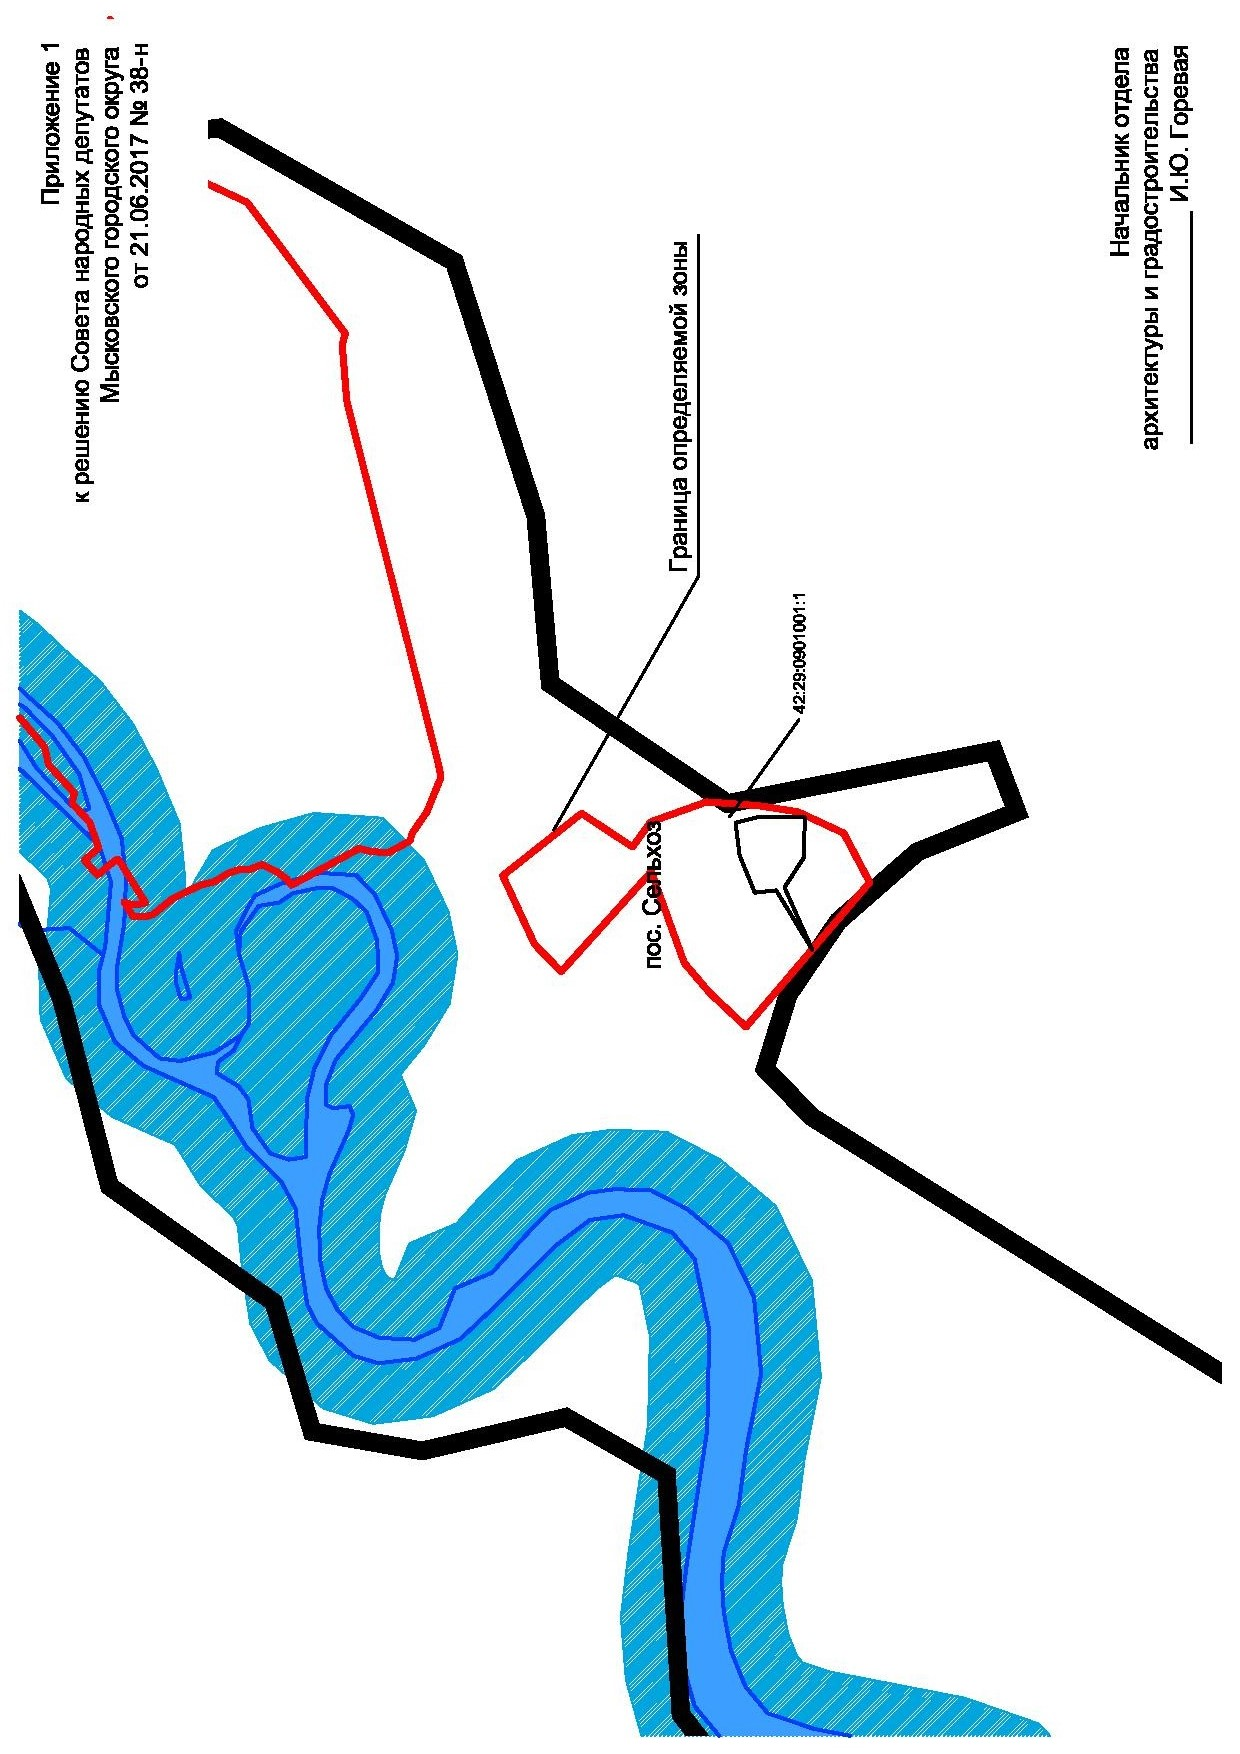 Приложение 1
к решению Совета народных депутатов
Мысковского городского округа
от 21.06.2017 № 38-н
Граница определяемой зоны
42:29:0901001:1
пос. Сельхоз
Начальник отдела
архитектуры и градостроительства
И.Ю. Горевая